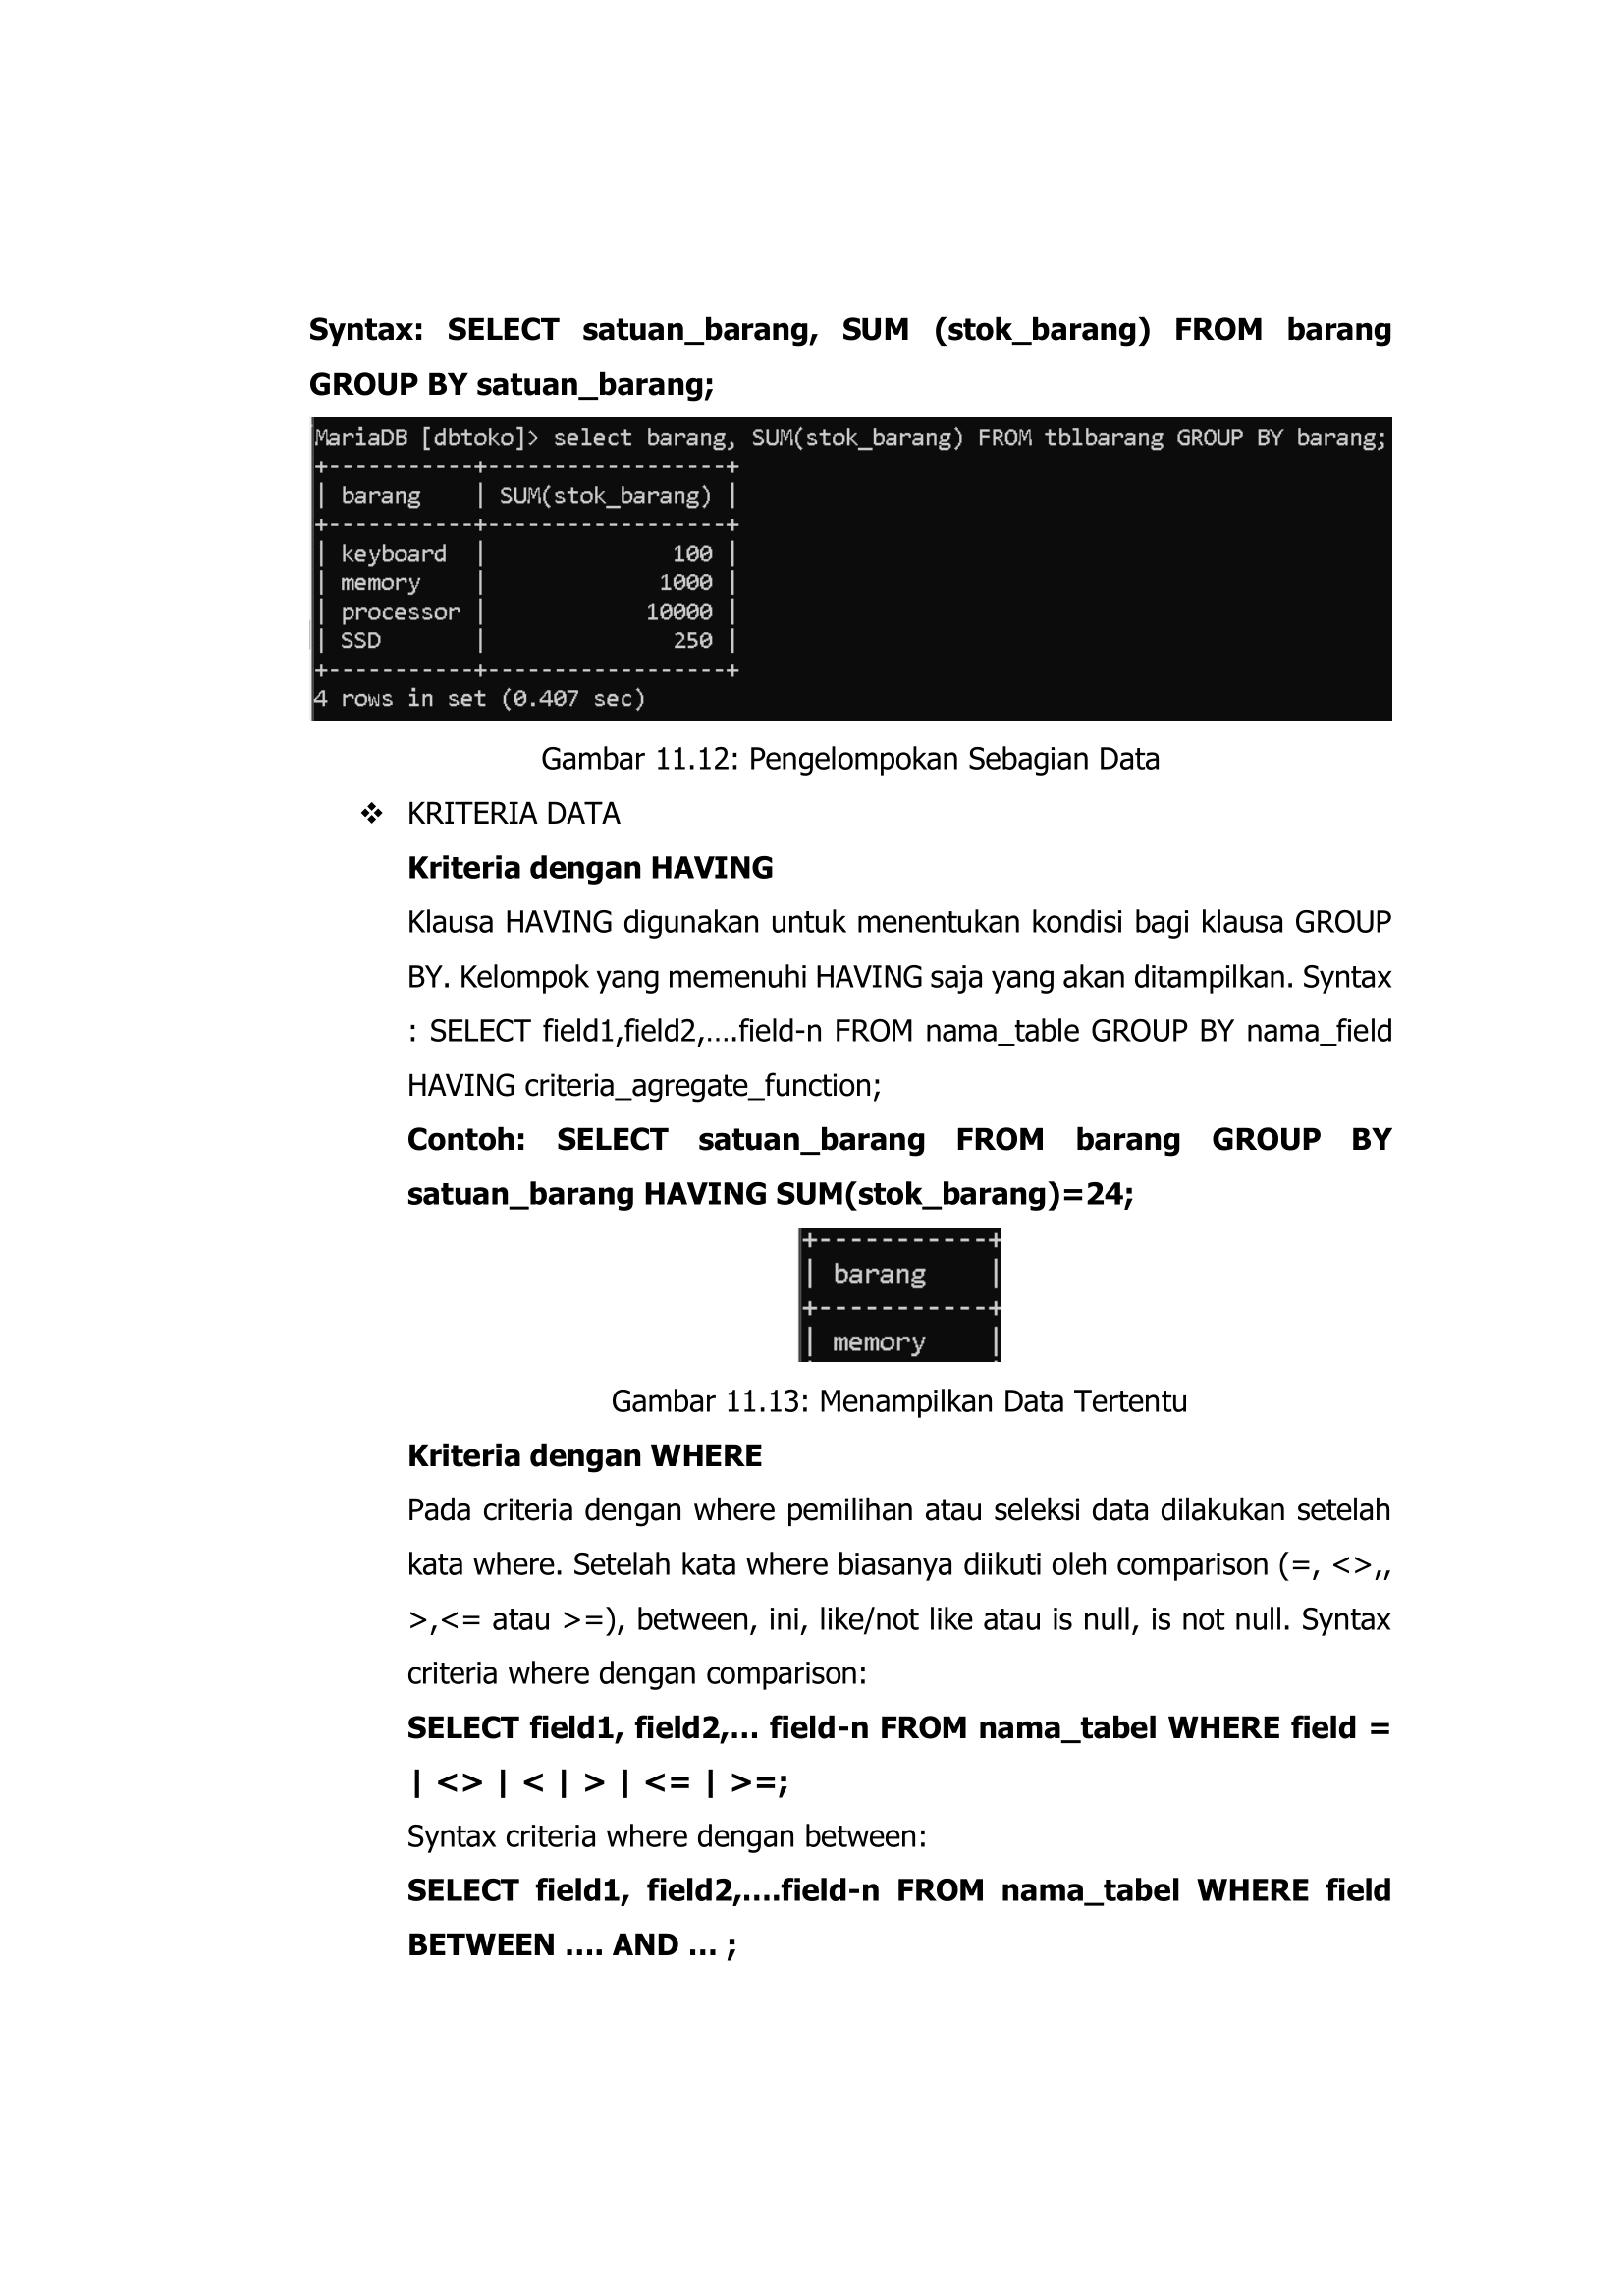 Syntax: SELECT satuan_barang, SUM (stok_barang) FROM barang
GROUP BY satuan_barang;
MariaDB [dbtoko]> select barang, SUM(stok_barang) FROM tblbarang GROUP BY barang;
+-----------+------------------+
| barang    | SUM(stok_barang) |
+-----------+------------------+
| keyboard  |              100 |
| memory    |             1000 |
| processor |            10000 |
| SSD       |              250 |
+-----------+------------------+
4 rows in set (0.407 sec)
Gambar 11.12: Pengelompokan Sebagian Data
❖ KRITERIA DATA
Kriteria dengan HAVING
Klausa HAVING digunakan untuk menentukan kondisi bagi klausa GROUP
BY. Kelompok yang memenuhi HAVING saja yang akan ditampilkan. Syntax
: SELECT field1,field2,….field-n FROM nama_table GROUP BY nama_field
HAVING criteria_agregate_function;
Contoh: SELECT satuan_barang FROM barang GROUP BY
satuan_barang HAVING SUM(stok_barang)=24;
+-----------+
| barang    |
+-----------+
| memory    |
Gambar 11.13: Menampilkan Data Tertentu
Kriteria dengan WHERE
Pada criteria dengan where pemilihan atau seleksi data dilakukan setelah
kata where. Setelah kata where biasanya diikuti oleh comparison (=, <>,,
>,<= atau >=), between, ini, like/not like atau is null, is not null. Syntax
criteria where dengan comparison:
SELECT field1, field2,… field-n FROM nama_tabel WHERE field =
| <> | < | > | <= | >=;
Syntax criteria where dengan between:
SELECT field1, field2,….field-n FROM nama_tabel WHERE field
BETWEEN …. AND … ;